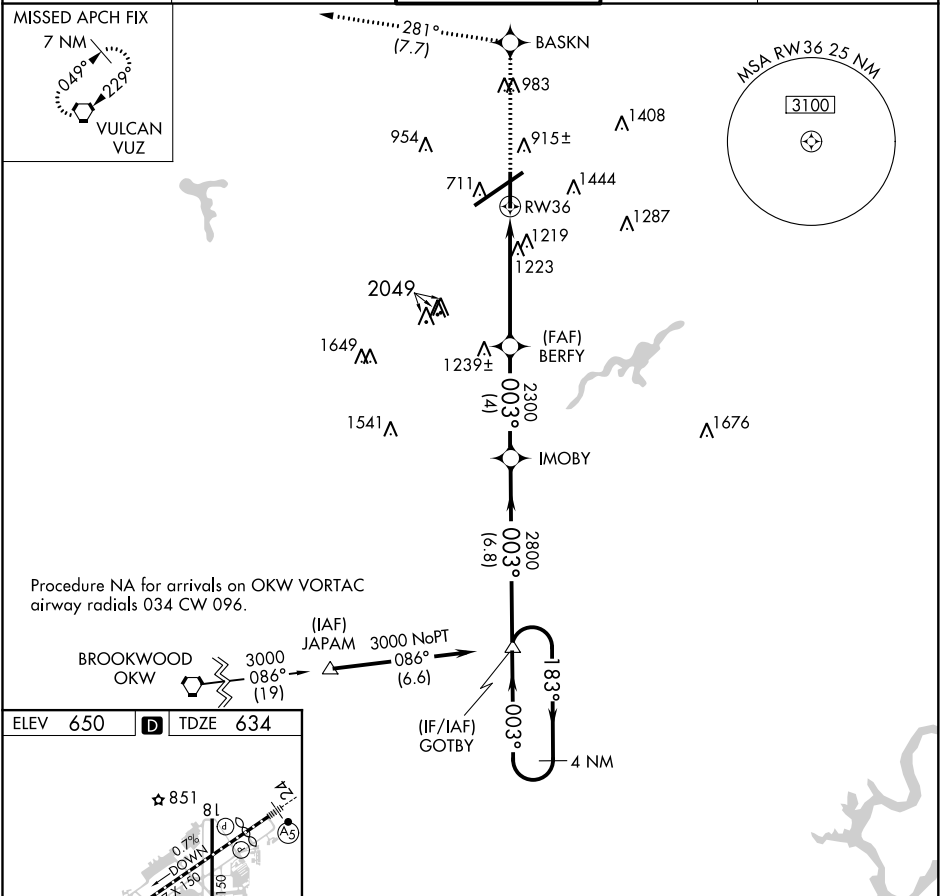 MISSED APCH FIX
7 NM
049°
229°
VULCAN
VUZ
281°
(7.7)
BASKN
983
954
915±
1408
MSA RW36 25 NM
3100
711
1444
RW36
1287
1219
1223
2049
1649
1239±
(FAF)
BERFY
2300
003°
(4)
1541
1676
IMOBY
2800
003°
(6.8)
Procedure NA for arrivals on OKW VORTAC
airway radials 034 CW 096.
(IAF)
JAPAM
3000 NoPT
086°
(6.6)
BROOKWOOD
OKW
3000
086°
(19)
183°
003°
(IF/IAF)
GOTBY
4 NM
ELEV 650
D
TDZE 634
851
18
24
P
P
A5
0.7%
DOWN
X 150
150